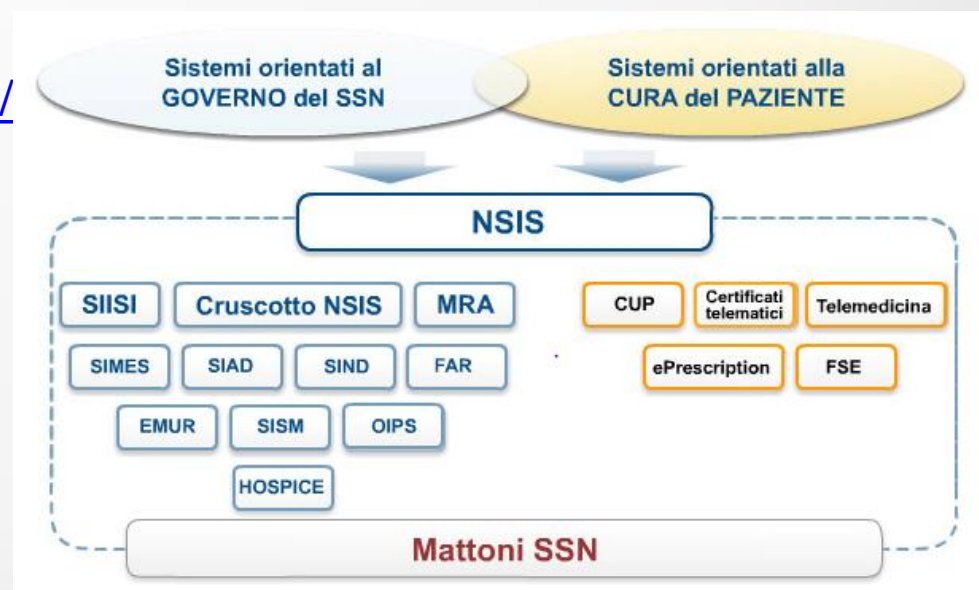 Sistemi orientati al
GOVERNO del SSN
Sistemi orientati alla
CURA del PAZIENTE
/
NSIS
SIISI
Cruscotto NSIS
MRA
CUP
Certificati
telematici
Telemedicina
SIMES
SIAD
SIND
FAR
ePrescription
FSE
EMUR
SISM
OIPS
HOSPICE
Mattoni SSN